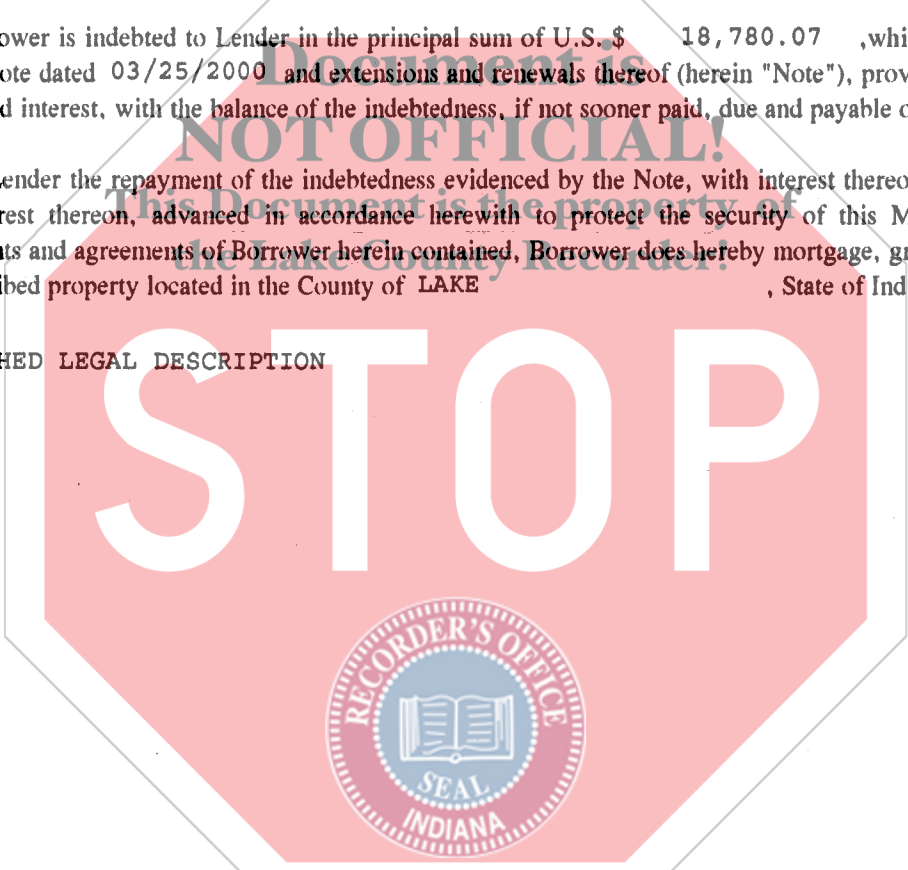 ower is indebted to Lender in the principal sum of U.S. $ 18,780.07 ,whi
Document is
ote dated 03/25/2000 and extensions and renewals thereof (herein "Note"), prov
d interest, with the balance of the indebtedness, if not sooner paid, due and payable o
NOT OFFICIAL!
ender the repayment of the indebtedness evidenced by the Note, with interest thereo
This Document is the property of
rest thereon, advanced in accordance herewith to protect the security of this M
ts and agreements of Borrower herein contained, Borrower does hereby mortgage, gr
the Lake County Recorder!
bed property located in the County of LAKE , State of Ind
HED LEGAL DESCRIPTION
STOP
RECORDER'S OFFICE
SEAL
INDIANA